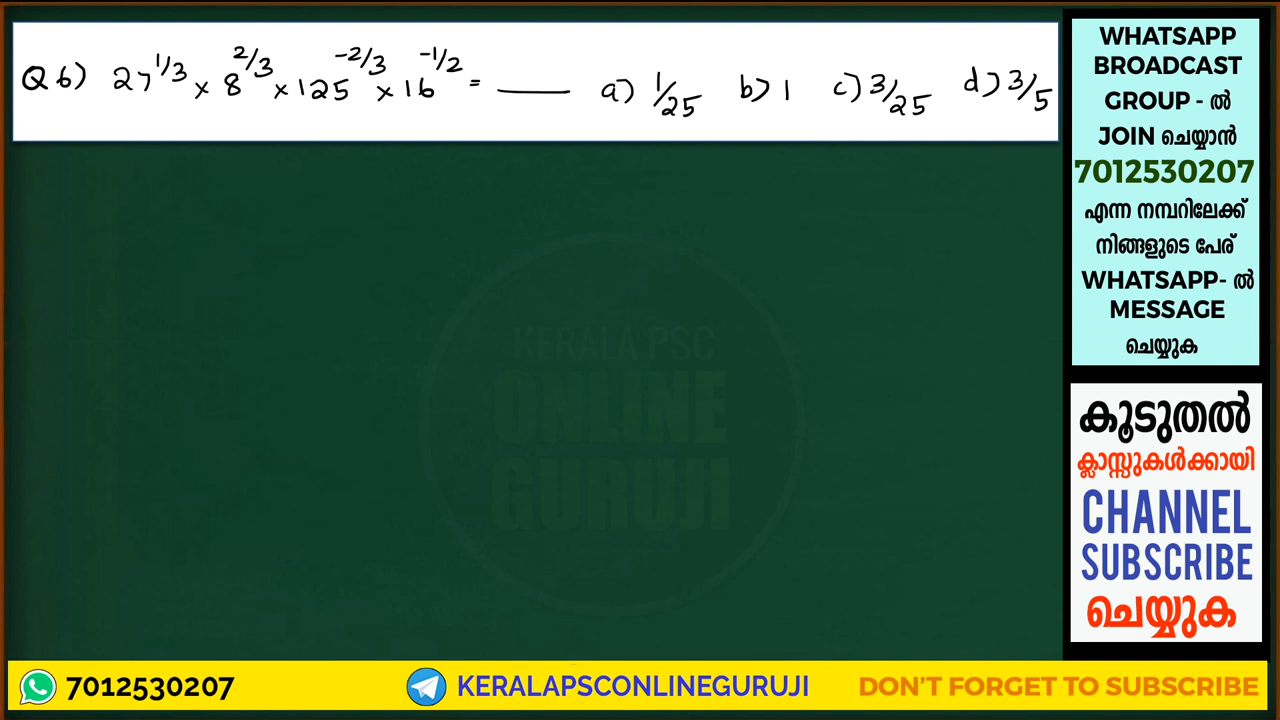 Q 6) 27^1/3 × 8^2/3 × 125^-2/3 × 16^-1/2 = ____ a) 1/25 b) 1 c) 3/25 d) 3/5
WHATSAPP
BROADCAST
GROUP - ൽ
JOIN ചെയ്യാൻ
7012530207
എന്ന നമ്പറിലേക്ക്
നിങ്ങളുടെ പേര്
WHATSAPP- ൽ
MESSAGE
ചെയ്യുക
KERALA PSC
ONLINE
GURUJI
കൂടുതൽ
ക്ലാസ്സുകൾക്കായി
CHANNEL
SUBSCRIBE
ചെയ്യുക
7012530207 KERALAPSCONLINEGURUJI DON'T FORGET TO SUBSCRIBE